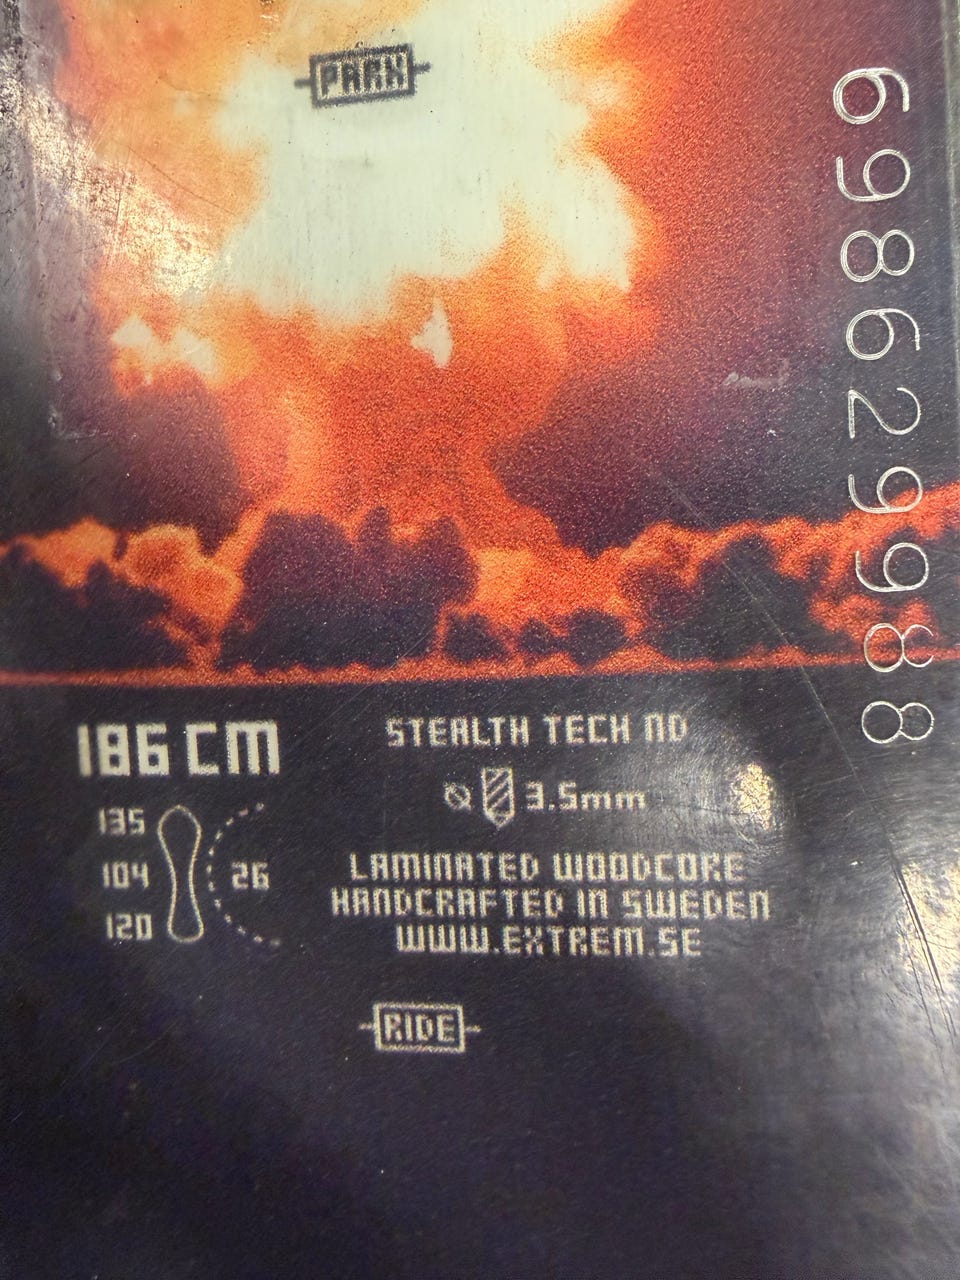 PARK
698629988
186 CM
STEALTH TECH ND
3.5mm
135
104
26
120
LAMINATED WOODCORE
HANDCRAFTED IN SWEDEN
WWW.EXTREM.SE
RIDE